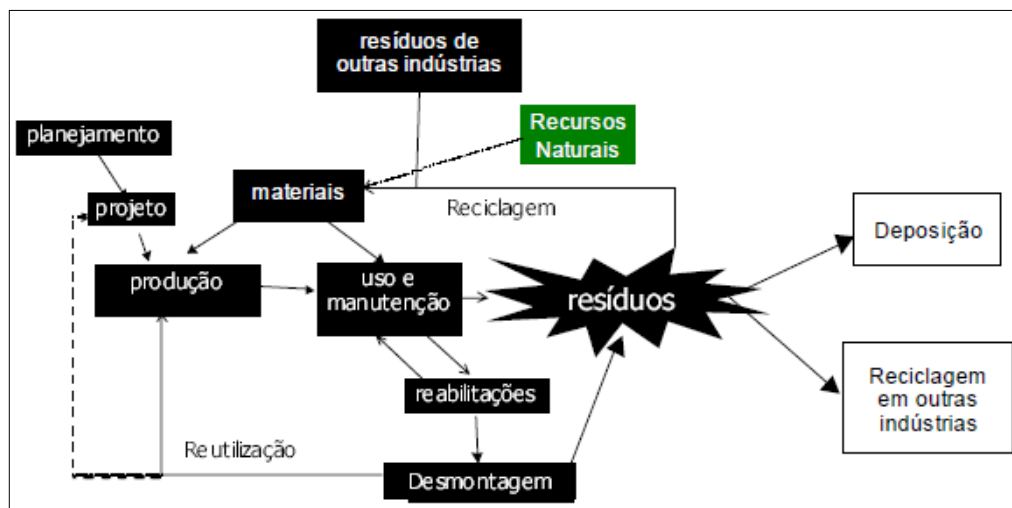 resíduos de
outras indústrias
Recursos
Naturais
planejamento
materiais
projeto
Reciclagem
Deposição
produção
uso e
manutenção
resíduos
reabilitações
Reciclagem
em outras
indústrias
Reutilização
Desmontagem